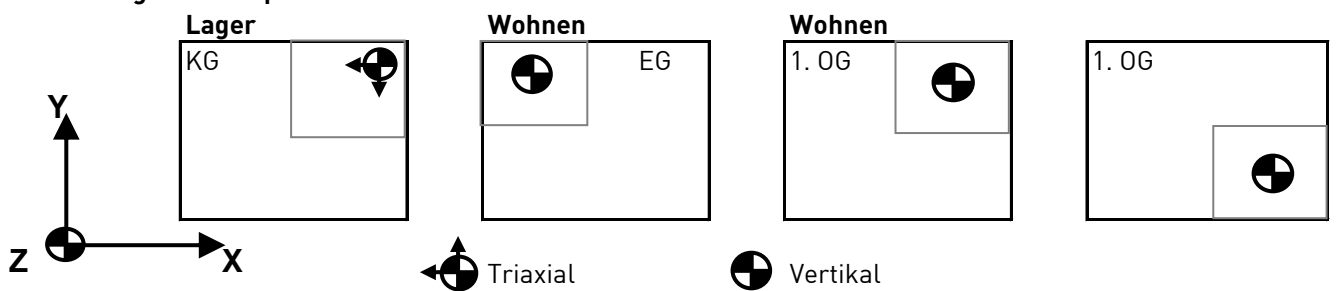 Lager
Wohnen
Wohnen
KG
EG
1. OG
1. OG
Y
Z
X
Triaxial
Vertikal